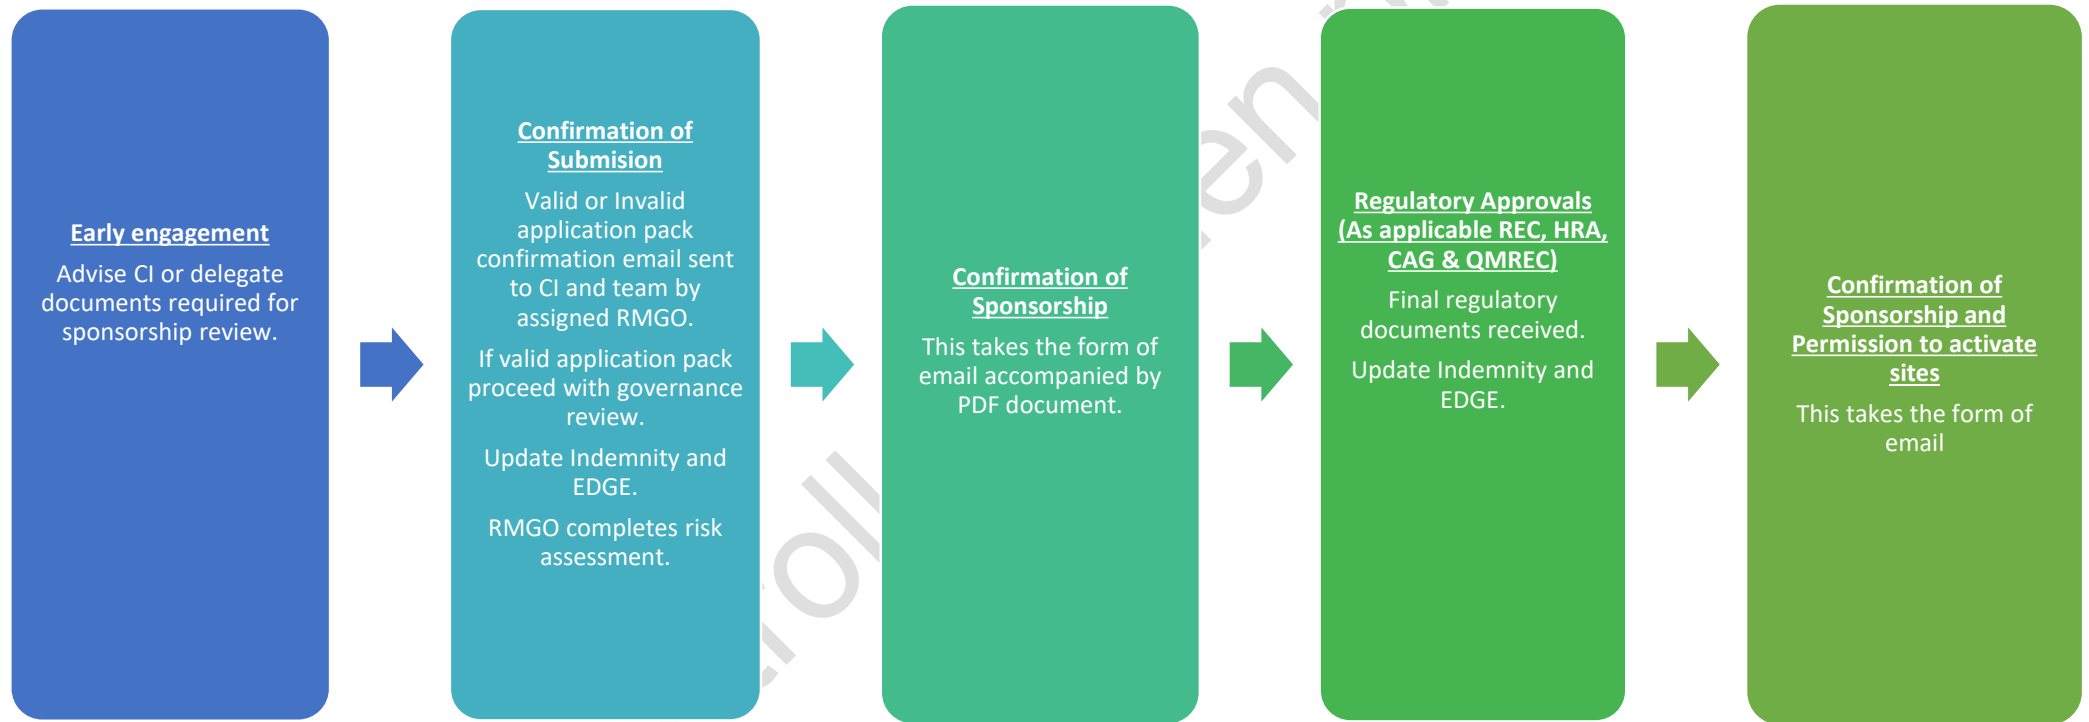 Early engagement
Advise CI or delegate
documents required for
sponsorship review.
Confirmation of
Submision
Valid or Invalid
application pack
confirmation email sent
to CI and team by
assigned RMGO.
If valid application pack
proceed with governance
review.
Update Indemnity and
EDGE.
RMGO completes risk
assessment.
Confirmation of
Sponsorship
This takes the form of
email accompanied by
PDF document.
Regulatory Approvals
(As applicable REC, HRA,
CAG & QMREC)
Final regulatory
documents received.
Update Indemnity and
EDGE.
Confirmation of
Sponsorship and
Permission to activate
sites
This takes the form of
email